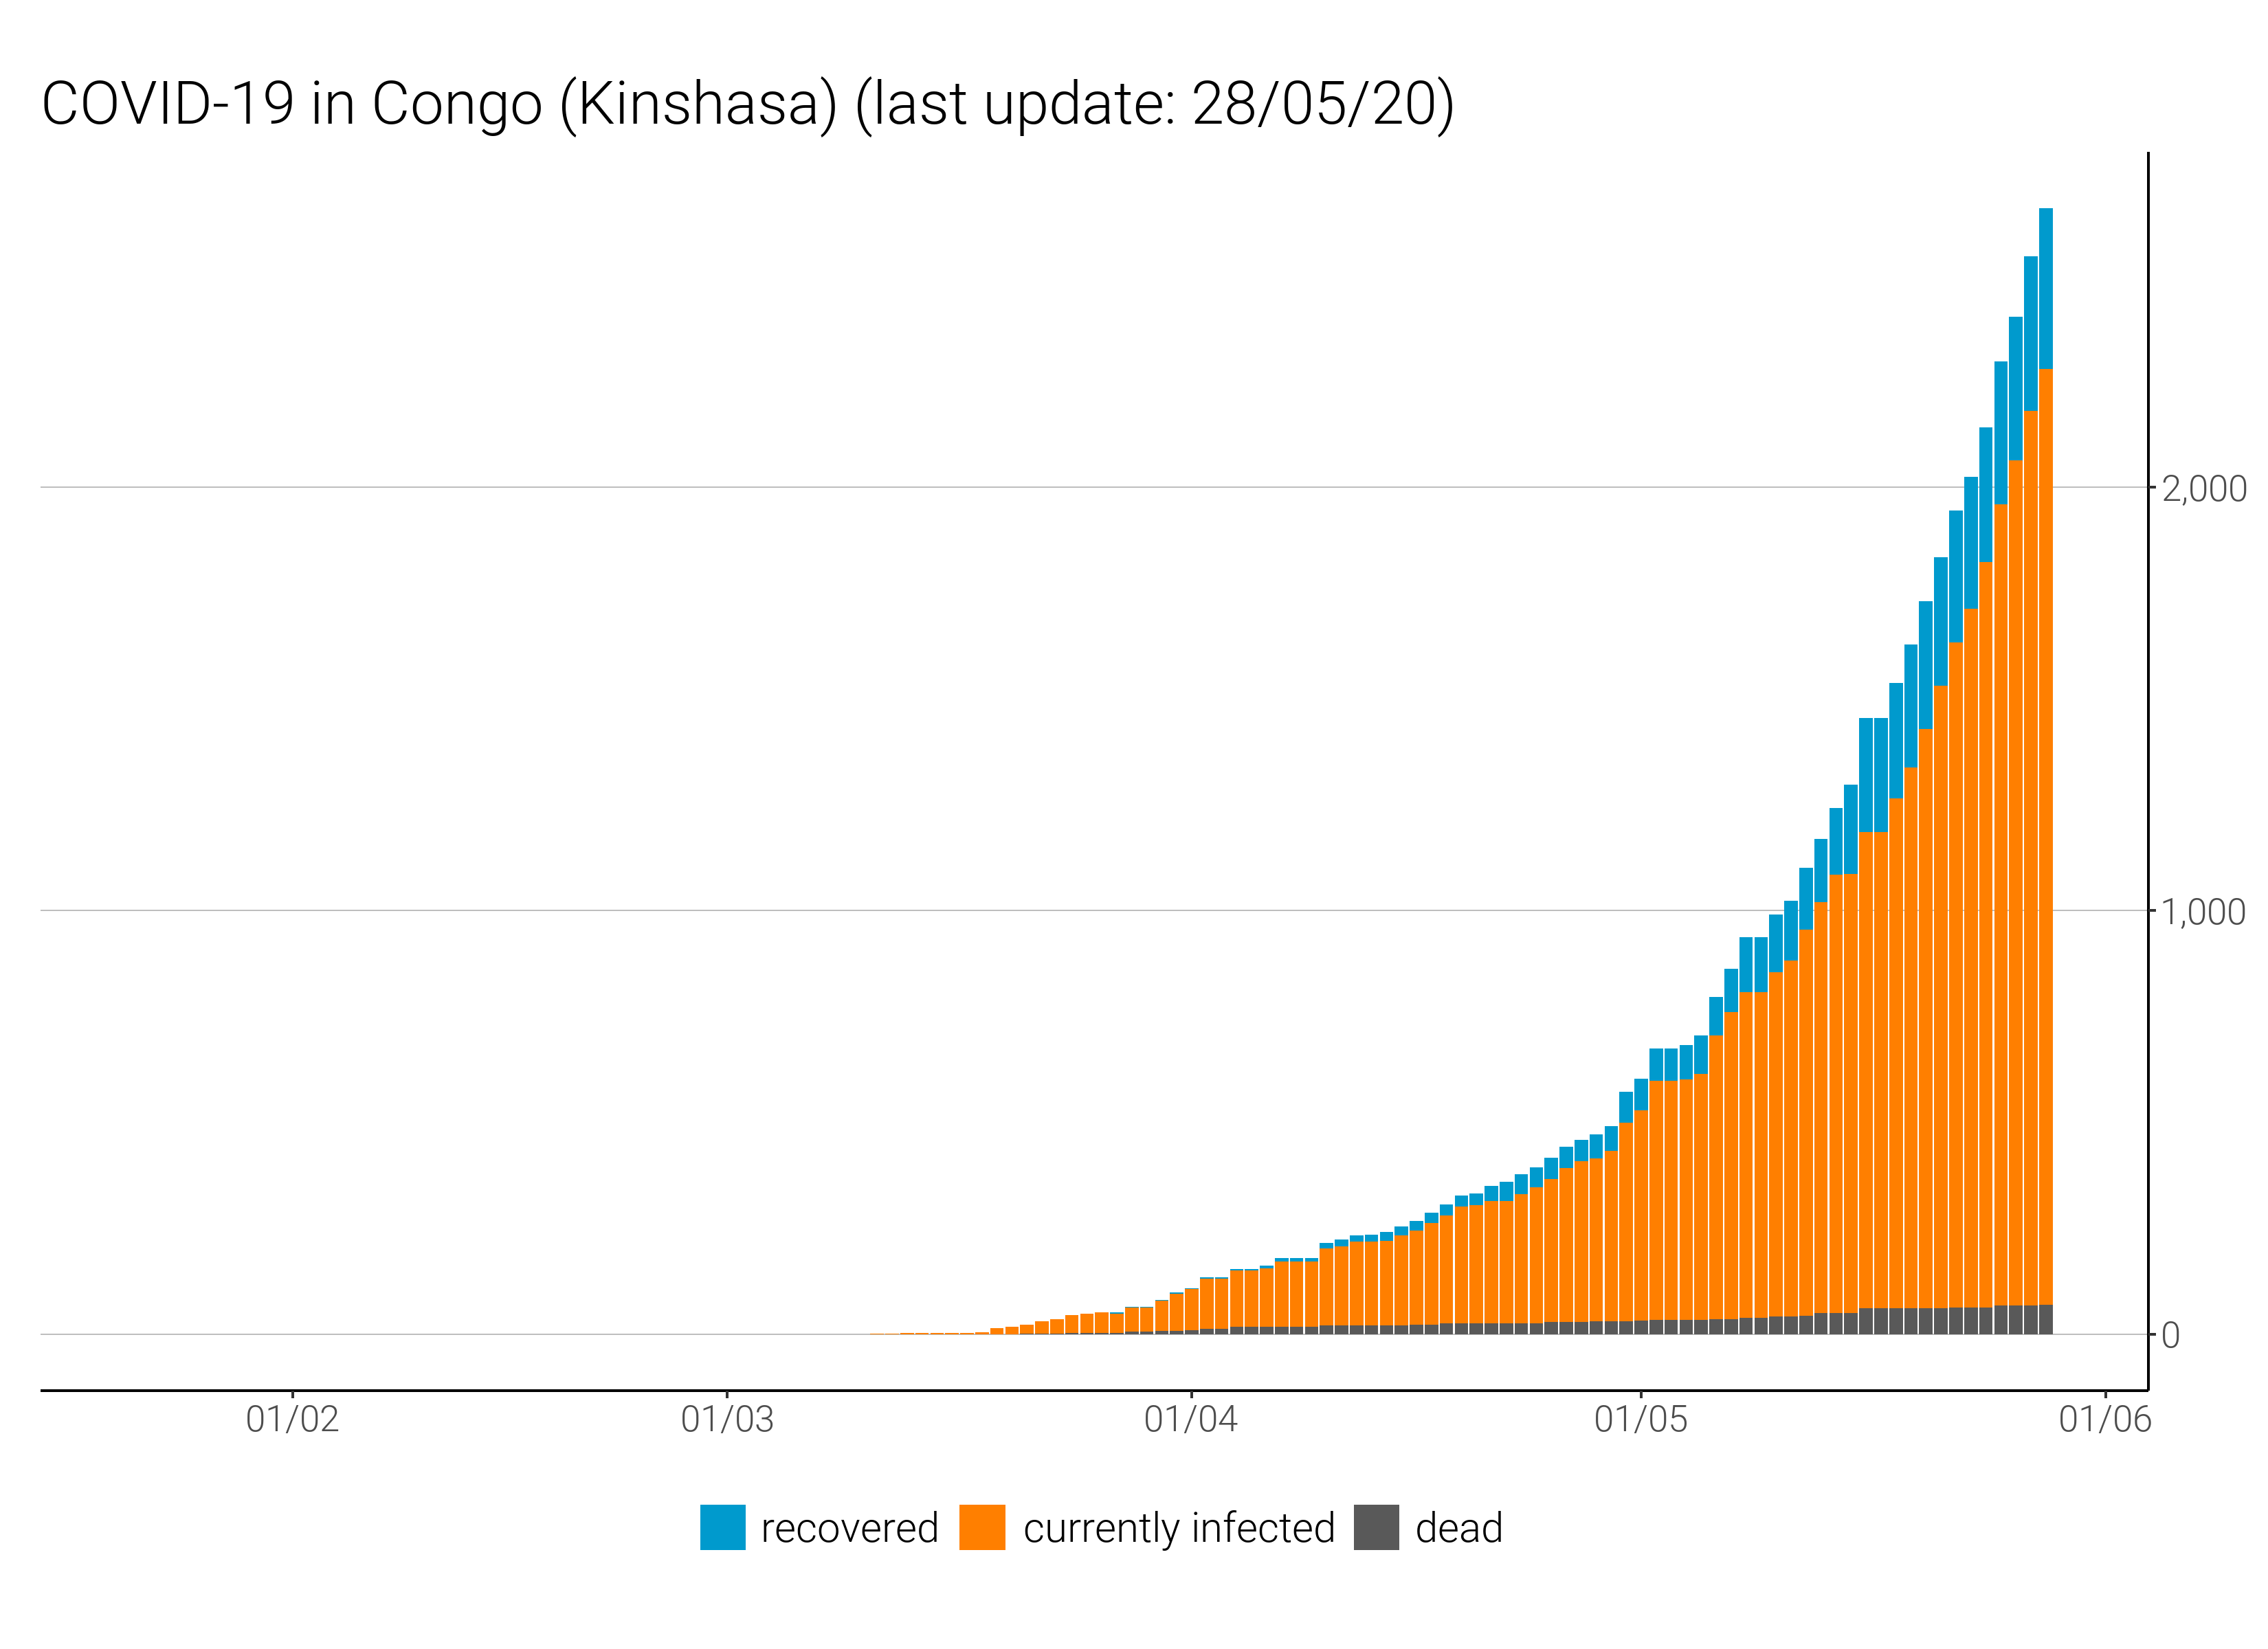 COVID-19 in Congo (Kinshasa) (last update: 28/05/20)
2,000
1,000
0
01/02 01/03 01/04 01/05 01/06
recovered currently infected dead